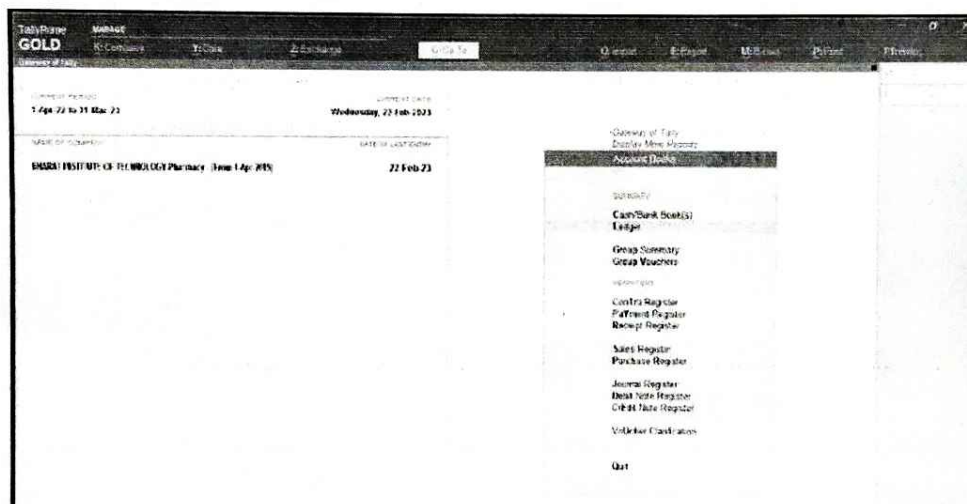 TallyPrime MANAGE
GOLD K: Company Y: Data Z: Exchange G: Go To O: Import E: Export M: E-mail P: Print F1: Help
Gateway of Tally
CURRENT PERIOD CURRENT DATE
1-Apr-22 to 31-Mar-23 Wednesday, 22-Feb-2023
NAME OF COMPANY DATE OF LAST ENTRY
BHARAT INSTITUTE OF TECHNOLOGY Pharmacy - (from 1-Apr-2019) 22-Feb-23
Gateway of Tally
Display More Reports
Account Books
SUMMARY
Cash/Bank Book(s)
Ledger
Group Summary
Group Vouchers
REGISTERS
Contra Register
PaYment Register
Receipt Register
Sales Register
Purchase Register
Journal Register
Debit Note Register
CrEdit Note Register
VoUcher Clarification
Quit